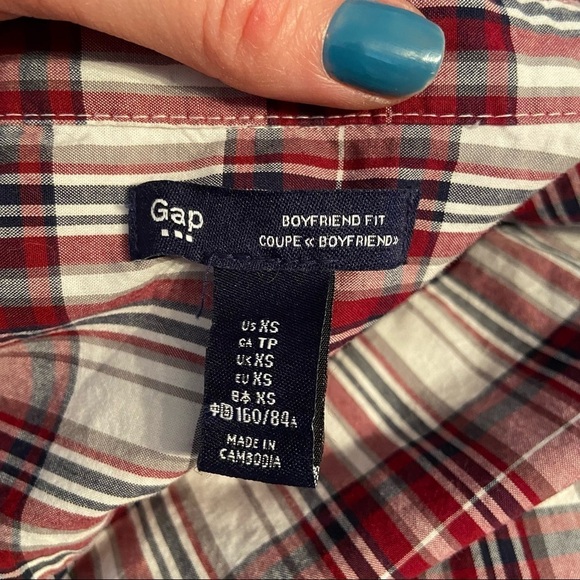 Gap
BOYFRIEND FIT
COUPE « BOYFRIEND»
US XS
CA TP
UK XS
EU XS
日本 XS
中国 160/84A
MADE IN
CAMBODIA